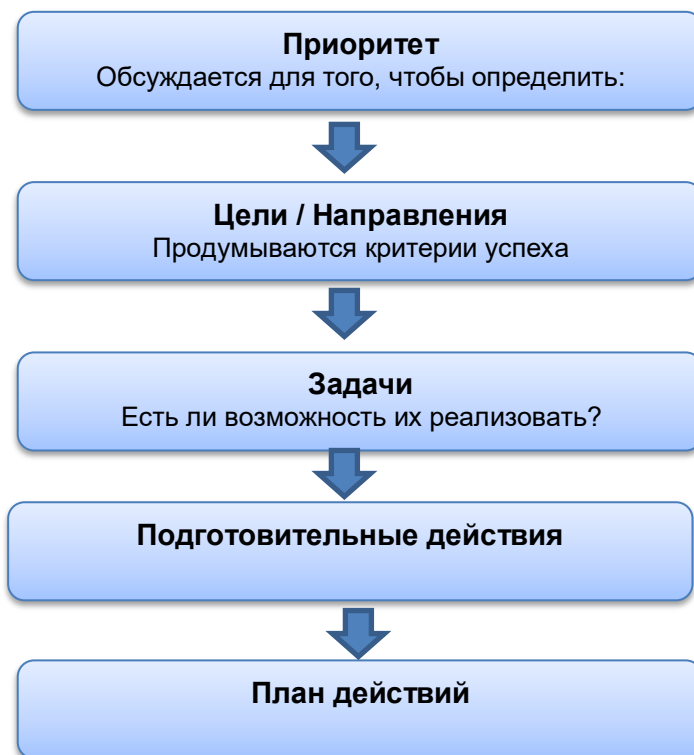 Приоритет
Обсуждается для того, чтобы определить:
Цели / Направления
Продумываются критерии успеха
Задачи
Есть ли возможность их реализовать?
Подготовительные действия
План действий